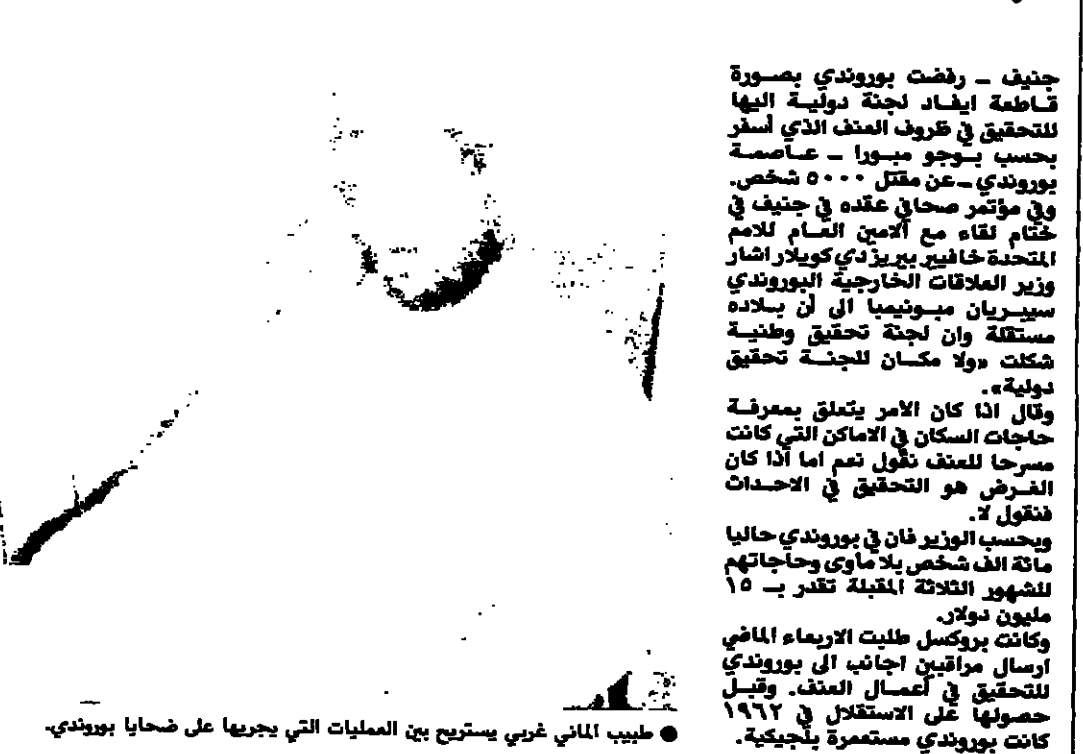 جنيف ــ رفضت بوروندي بصورة
قاطعة ايفاد لجنة دولية اليها
للتحقيق في ظروف العنف الذي أسفر
بحسب بوجو مبورا ــ عاصمة
بوروندي ــ عن مقتل ٥٠٠٠ شخص.
وفي مؤتمر صحافي عقده في جنيف في
ختام لقاء مع ألامين العام للامم
المتحدة خافيير بيريز دي كويلار اشار
وزير العلاقات الخارجية البوروندي
سيبريان مبونيمبا الى أن بلاده
مستقلة وان لجنة تحقيق وطنية
شكلت «ولا مكان للجنة تحقيق
دولية».
وقال اذا كان الامر يتعلق بمعرفة
حاجات السكان في الاماكن التي كانت
مسرحا للعنف نقول نعم اما أذا كان
الغرض هو التحقيق في الاحداث
فنقول لا.
وبحسب الوزير فان في بوروندي حاليا
مائة الف شخص بلا ماوى وحاجاتهم
للشهور الثلاثة المقبلة تقدر بــ ١٥
مليون دولار.
وكانت بروكسل طلبت الاربعاء الماضي
ارسال مراقبين اجانب الى بوروندي
للتحقيق في أعمال العنف. وقبل
حصولها على الاستقلال في ١٩٦٢
كانت بوروندي مستعمرة بلجيكية.
● طبيب الماني غربي يستريح بين العمليات التي يجريها على ضحايا بوروندي.